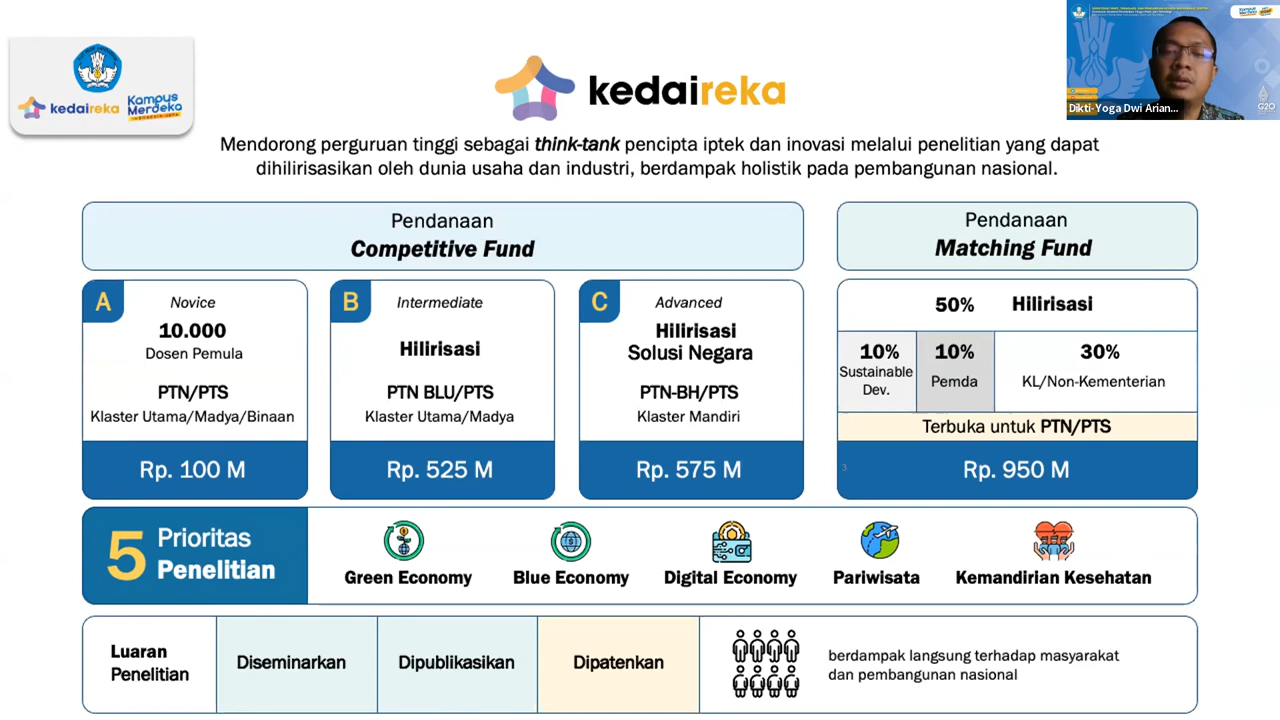 kedaireka
Kampus
Merdeka
INDONESIA JAYA
kedaireka
Dikti-Yoga Dwi Arian...
G20
Mendorong perguruan tinggi sebagai think-tank pencipta iptek dan inovasi melalui penelitian yang dapat
dihilirisasikan oleh dunia usaha dan industri, berdampak holistik pada pembangunan nasional.
Pendanaan
Competitive Fund
Pendanaan
Matching Fund
A
Novice
10.000
Dosen Pemula
PTN/PTS
Klaster Utama/Madya/Binaan
Rp. 100 M
B
Intermediate
Hilirisasi
PTN BLU/PTS
Klaster Utama/Madya
Rp. 525 M
C
Advanced
Hilirisasi
Solusi Negara
PTN-BH/PTS
Klaster Mandiri
Rp. 575 M
50% Hilirisasi
10%
Sustainable
Dev.
10%
Pemda
30%
KL/Non-Kementerian
Terbuka untuk PTN/PTS
3
Rp. 950 M
5
Prioritas
Penelitian
Green Economy
Blue Economy
Digital Economy
Pariwisata
Kemandirian Kesehatan
Luaran
Penelitian
Diseminarkan
Dipublikasikan
Dipatenkan
berdampak langsung terhadap masyarakat
dan pembangunan nasional